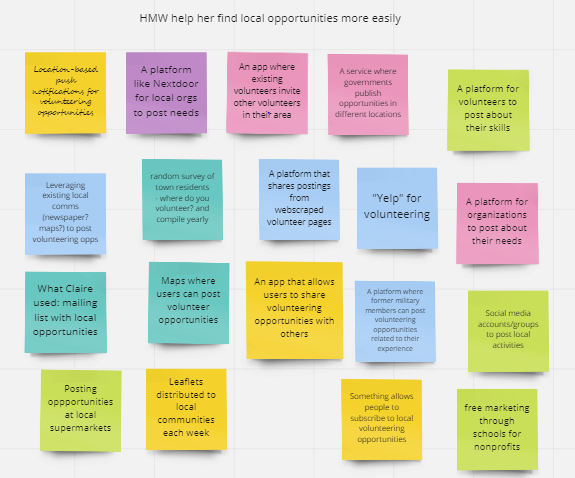 HMW help her find local opportunities more easily
Location-based
push
notifications for
volunteering
opportunities
A platform
like Nextdoor
for local orgs
to post needs
An app where
existing
volunteers invite
other volunteers
in their area
A service where
governments
publish
opportunities in
different locations
A platform for
volunteers to
post about
their skills
Leveraging
existing local
comms
(newspaper?
maps?) to post
volunteering opps
random survey of
town residents
- where do you
volunteer? and
compile yearly
A platform that
shares postings
from
webscraped
volunteer pages
"Yelp" for
volunteering
A platform for
organizations
to post about
their needs
What Claire
used: mailing
list with local
opportunities
Maps where
users can post
volunteer
opportunities
An app that allows
users to share
volunteering
opportunities with
others
A platform where
former military
members can post
volunteering
opportunities
related to their
experience
Social media
accounts/groups
to post local
activities
Posting
oppportunities
at local
supermarkets
Leaflets
distributed to
local
communities
each week
Something allows
people to
subscribe to local
volunteering
opportunities
free marketing
through
schools for
nonprofits